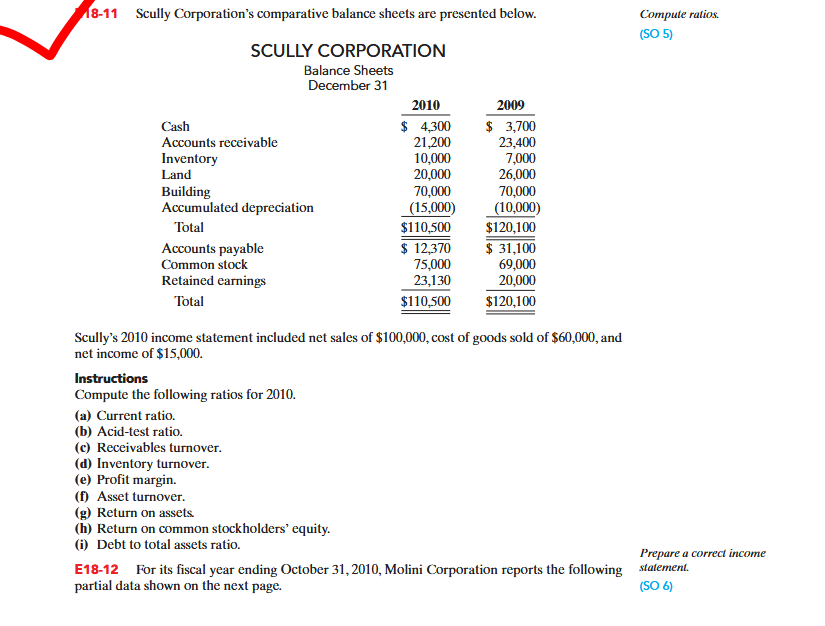 18-11 Scully Corporation's comparative balance sheets are presented below.
Compute ratios.
(SO 5)
SCULLY CORPORATION
Balance Sheets
December 31
2010 2009
Cash $ 4,300 $ 3,700
Accounts receivable 21,200 23,400
Inventory 10,000 7,000
Land 20,000 26,000
Building 70,000 70,000
Accumulated depreciation (15,000) (10,000)
Total $110,500 $120,100
Accounts payable $ 12,370 $ 31,100
Common stock 75,000 69,000
Retained earnings 23,130 20,000
Total $110,500 $120,100
Scully's 2010 income statement included net sales of $100,000, cost of goods sold of $60,000, and
net income of $15,000.
Instructions
Compute the following ratios for 2010.
(a) Current ratio.
(b) Acid-test ratio.
(c) Receivables turnover.
(d) Inventory turnover.
(e) Profit margin.
(f) Asset turnover.
(g) Return on assets.
(h) Return on common stockholders' equity.
(i) Debt to total assets ratio.
E18-12 For its fiscal year ending October 31, 2010, Molini Corporation reports the following
partial data shown on the next page.
Prepare a correct income
statement.
(SO 6)